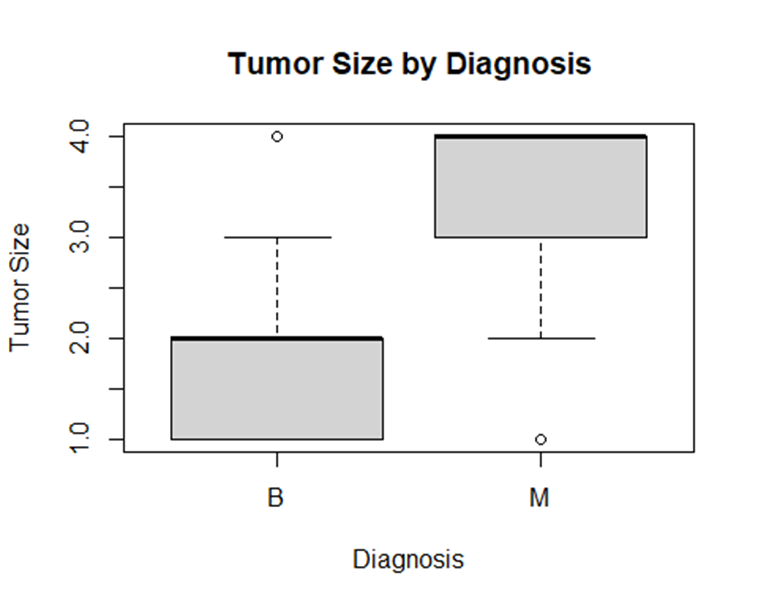 Tumor Size by Diagnosis
Tumor Size
4.0
3.0
2.0
1.0
B M
Diagnosis